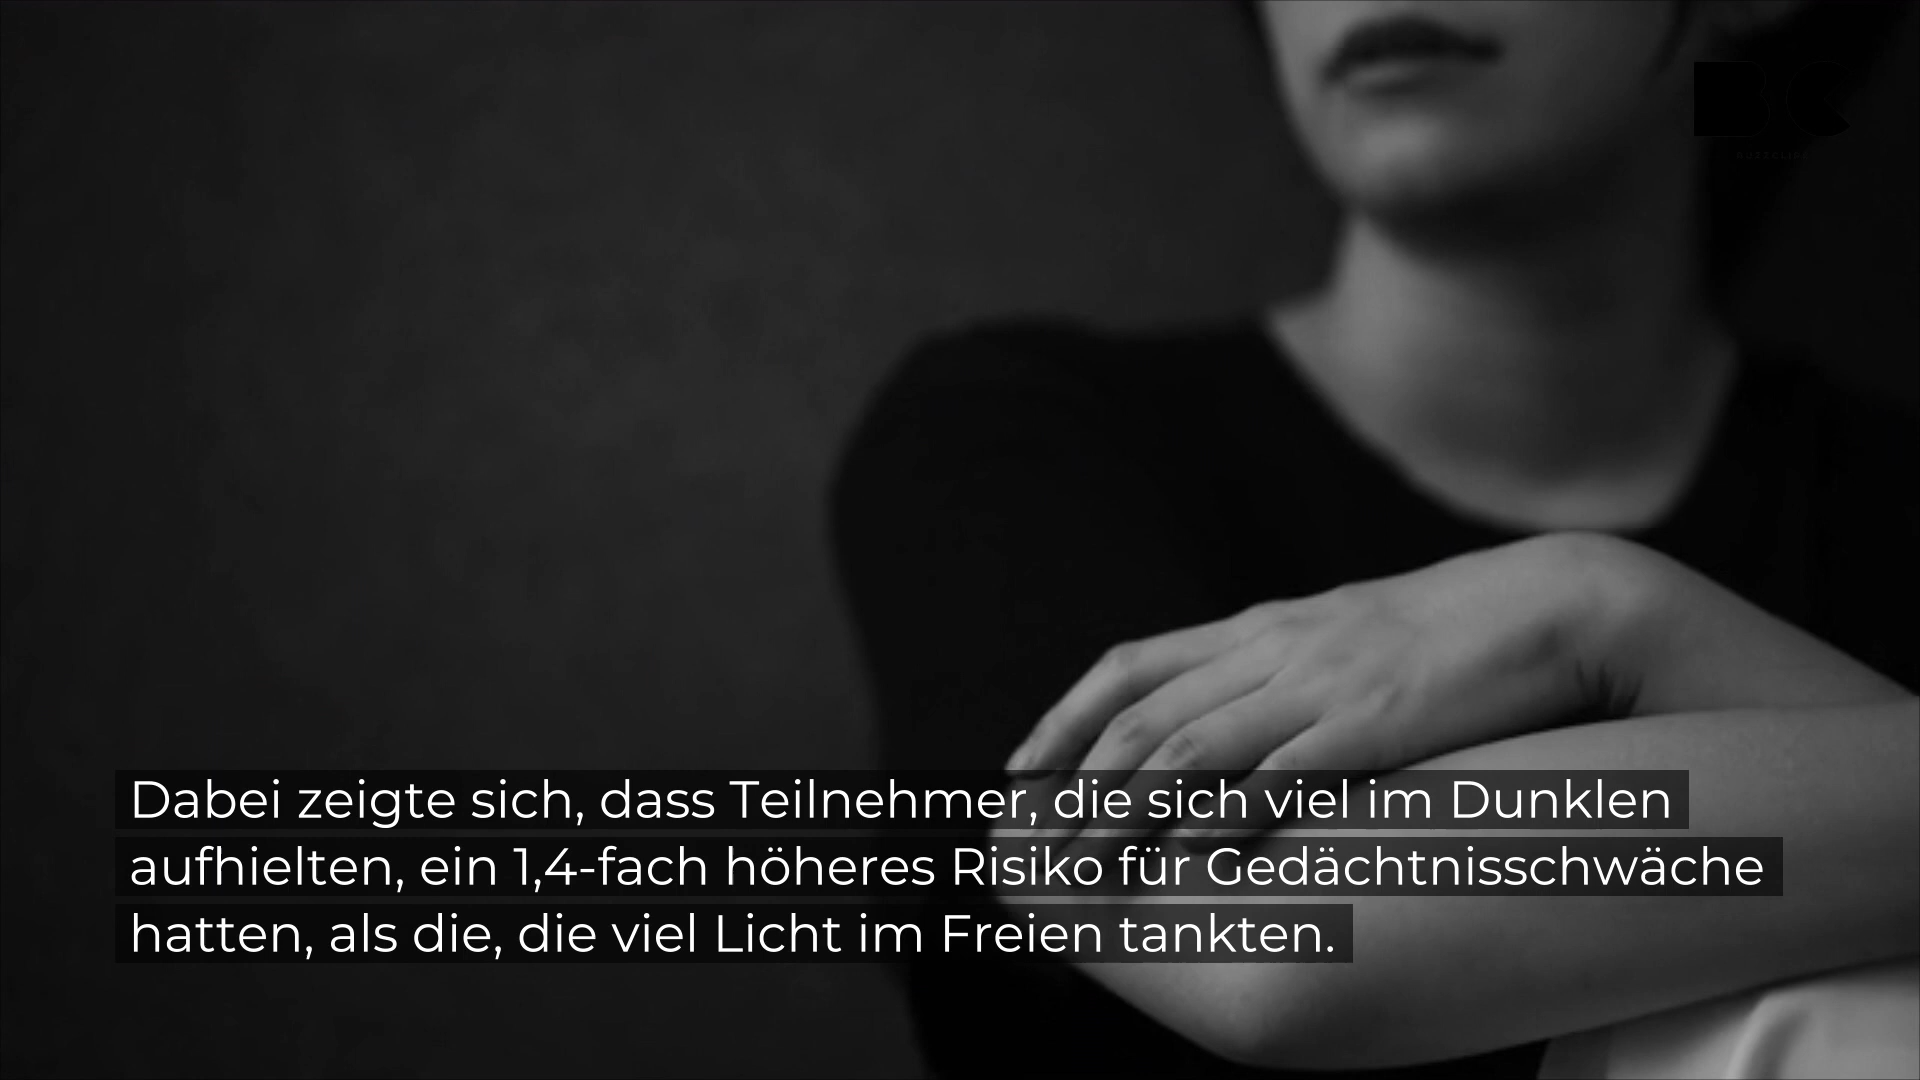 Dabei zeigte sich, dass Teilnehmer, die sich viel im Dunklen
aufhielten, ein 1,4-fach höheres Risiko für Gedächtnisschwäche
hatten, als die, die viel Licht im Freien tankten.